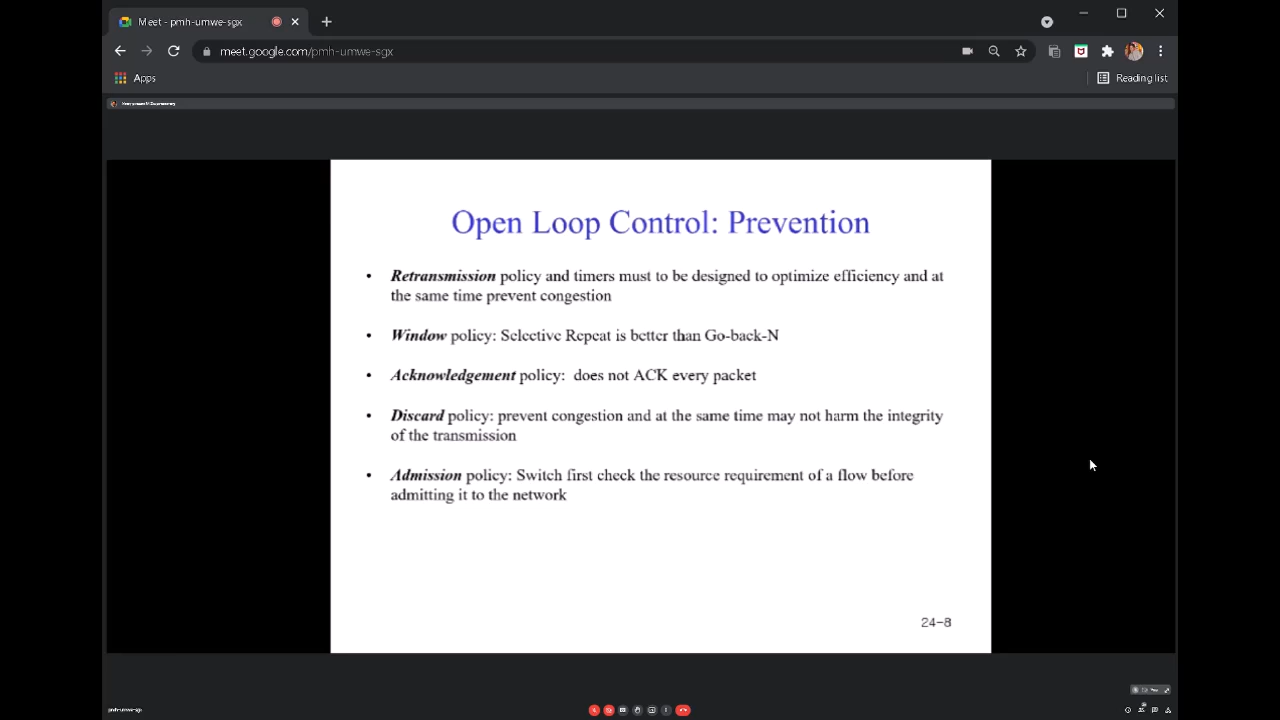 Meet - pmh-umwe-sgx
meet.google.com/pmh-umwe-sgx
Apps
Reading list
Open Loop Control: Prevention
• Retransmission policy and timers must to be designed to optimize efficiency and at
the same time prevent congestion
• Window policy: Selective Repeat is better than Go-back-N
• Acknowledgement policy: does not ACK every packet
• Discard policy: prevent congestion and at the same time may not harm the integrity
of the transmission
• Admission policy: Switch first check the resource requirement of a flow before
admitting it to the network
24-8
pmh-umwe-sgx